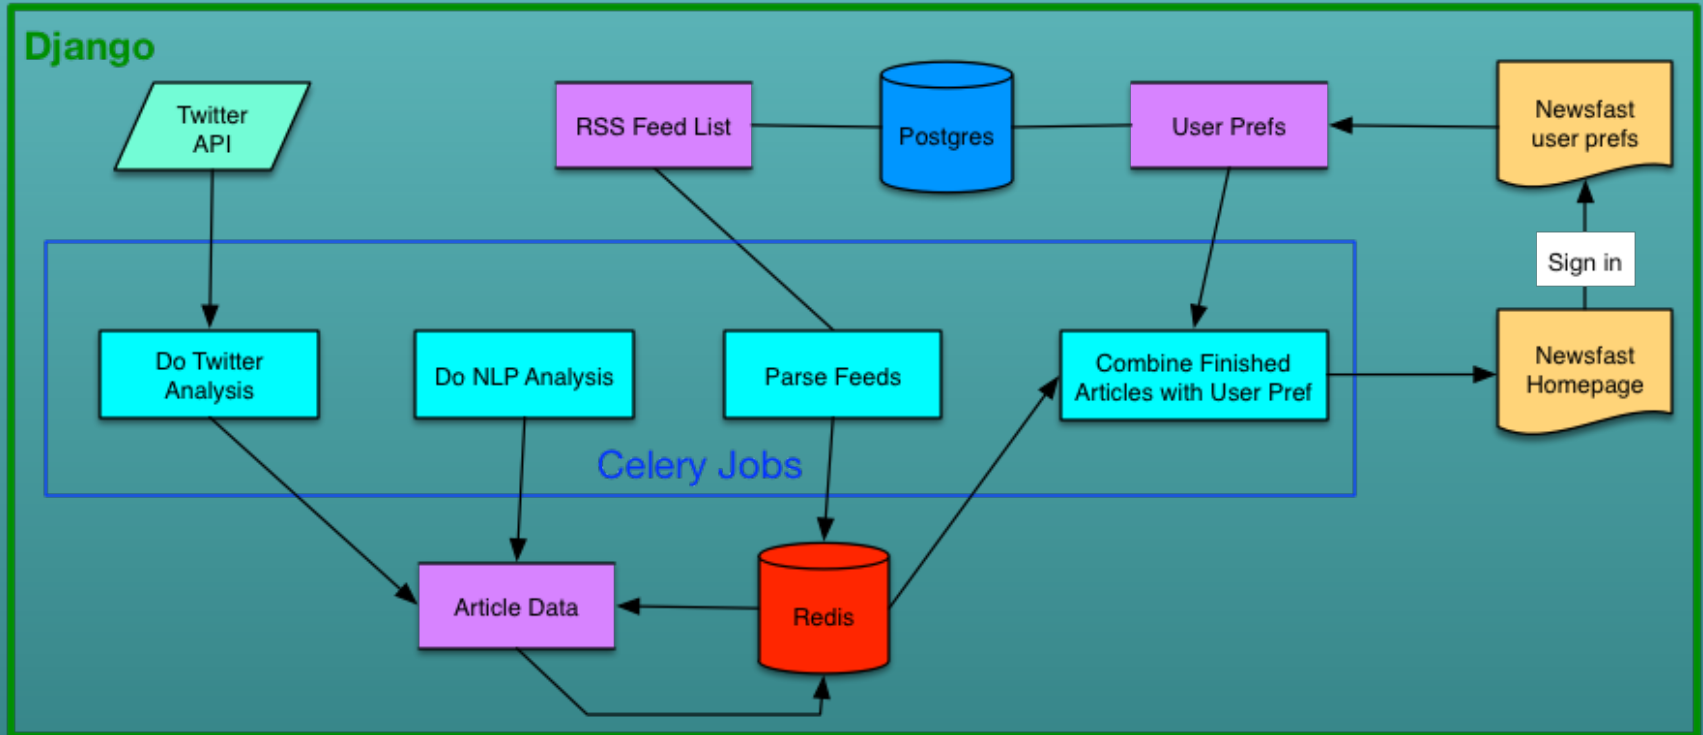 Django
Twitter
API
RSS Feed List
Postgres
User Prefs
Newsfast
user prefs
Sign in
Do Twitter
Analysis
Do NLP Analysis
Parse Feeds
Combine Finished
Articles with User Pref
Newsfast
Homepage
Celery Jobs
Article Data
Redis